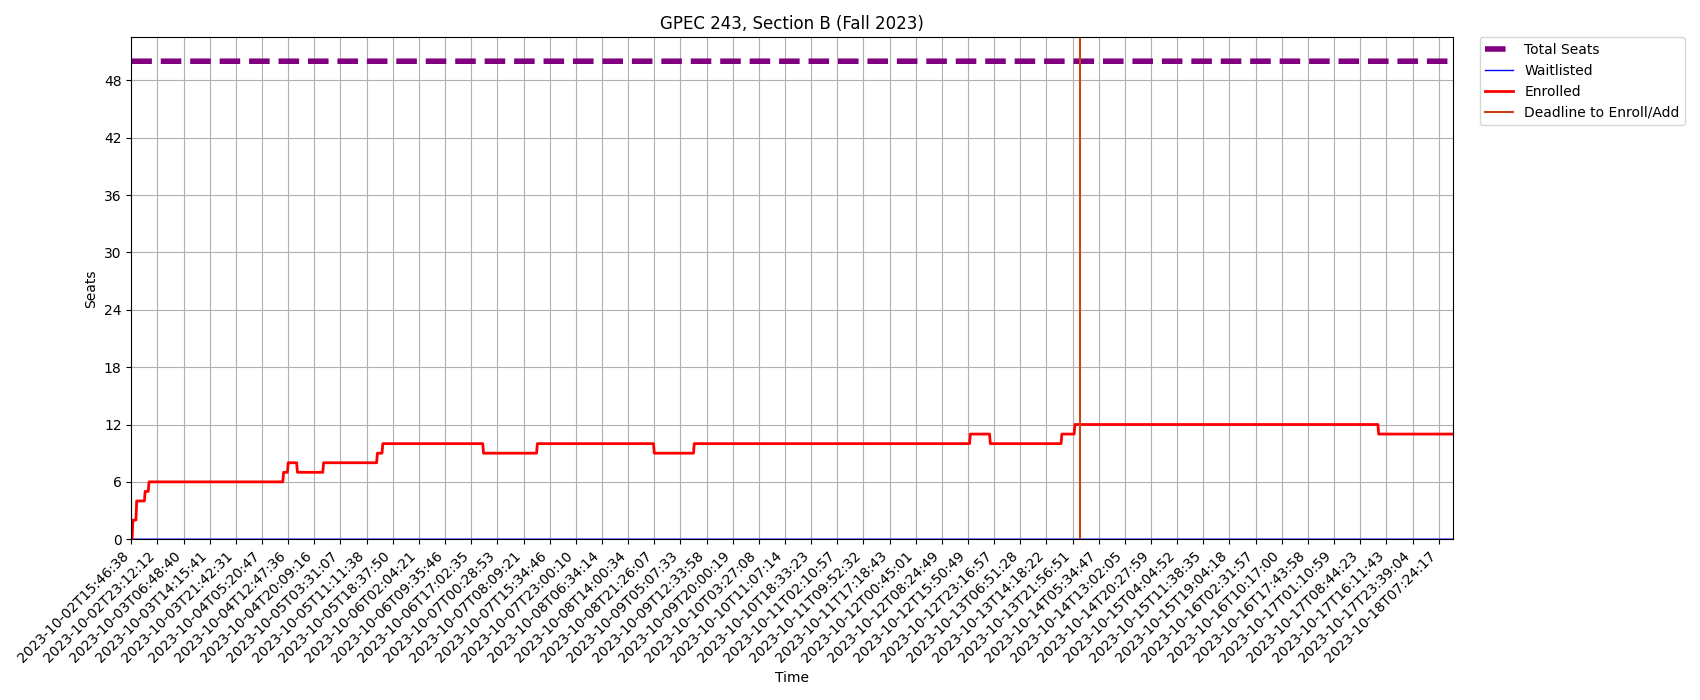 GPEC 243, Section B (Fall 2023)
Total Seats
Waitlisted
Enrolled
Deadline to Enroll/Add
Seats
48
42
36
30
24
18
12
6
0
2023-10-02T15:46:38
2023-10-02T23:12:12
2023-10-03T06:48:40
2023-10-03T14:15:41
2023-10-03T21:42:31
2023-10-04T05:20:47
2023-10-04T12:47:36
2023-10-04T20:09:16
2023-10-05T03:31:07
2023-10-05T11:11:38
2023-10-05T18:37:50
2023-10-06T02:04:21
2023-10-06T09:35:46
2023-10-06T17:02:35
2023-10-07T00:28:53
2023-10-07T08:09:21
2023-10-07T15:34:46
2023-10-07T23:00:10
2023-10-08T06:34:14
2023-10-08T14:00:34
2023-10-08T21:26:07
2023-10-09T05:07:33
2023-10-09T12:33:58
2023-10-09T20:00:19
2023-10-10T03:27:08
2023-10-10T11:07:14
2023-10-10T18:33:23
2023-10-11T02:10:57
2023-10-11T09:52:32
2023-10-11T17:18:43
2023-10-12T00:45:01
2023-10-12T08:24:49
2023-10-12T15:50:49
2023-10-12T23:16:57
2023-10-13T06:51:28
2023-10-13T14:18:22
2023-10-13T21:56:51
2023-10-14T05:34:47
2023-10-14T13:02:05
2023-10-14T20:27:59
2023-10-15T04:04:52
2023-10-15T11:38:35
2023-10-15T19:04:18
2023-10-16T02:31:57
2023-10-16T10:17:00
2023-10-16T17:43:58
2023-10-17T01:10:59
2023-10-17T08:44:23
2023-10-17T16:11:43
2023-10-17T23:39:04
2023-10-18T07:24:17
Time